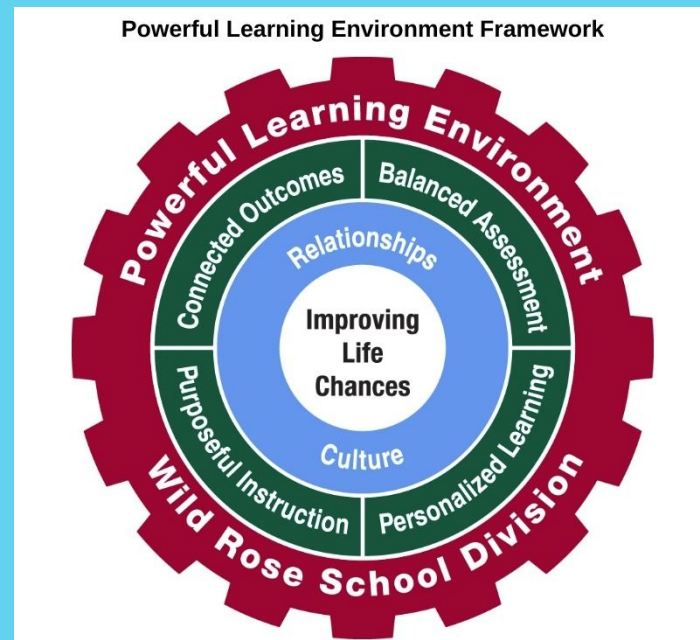 Powerful Learning Environment Framework
Powerful Learning Environment
Connected Outcomes
Balanced Assessment
Relationships
Improving
Life
Chances
Culture
Purposeful Instruction
Personalized Learning
Wild Rose School Division